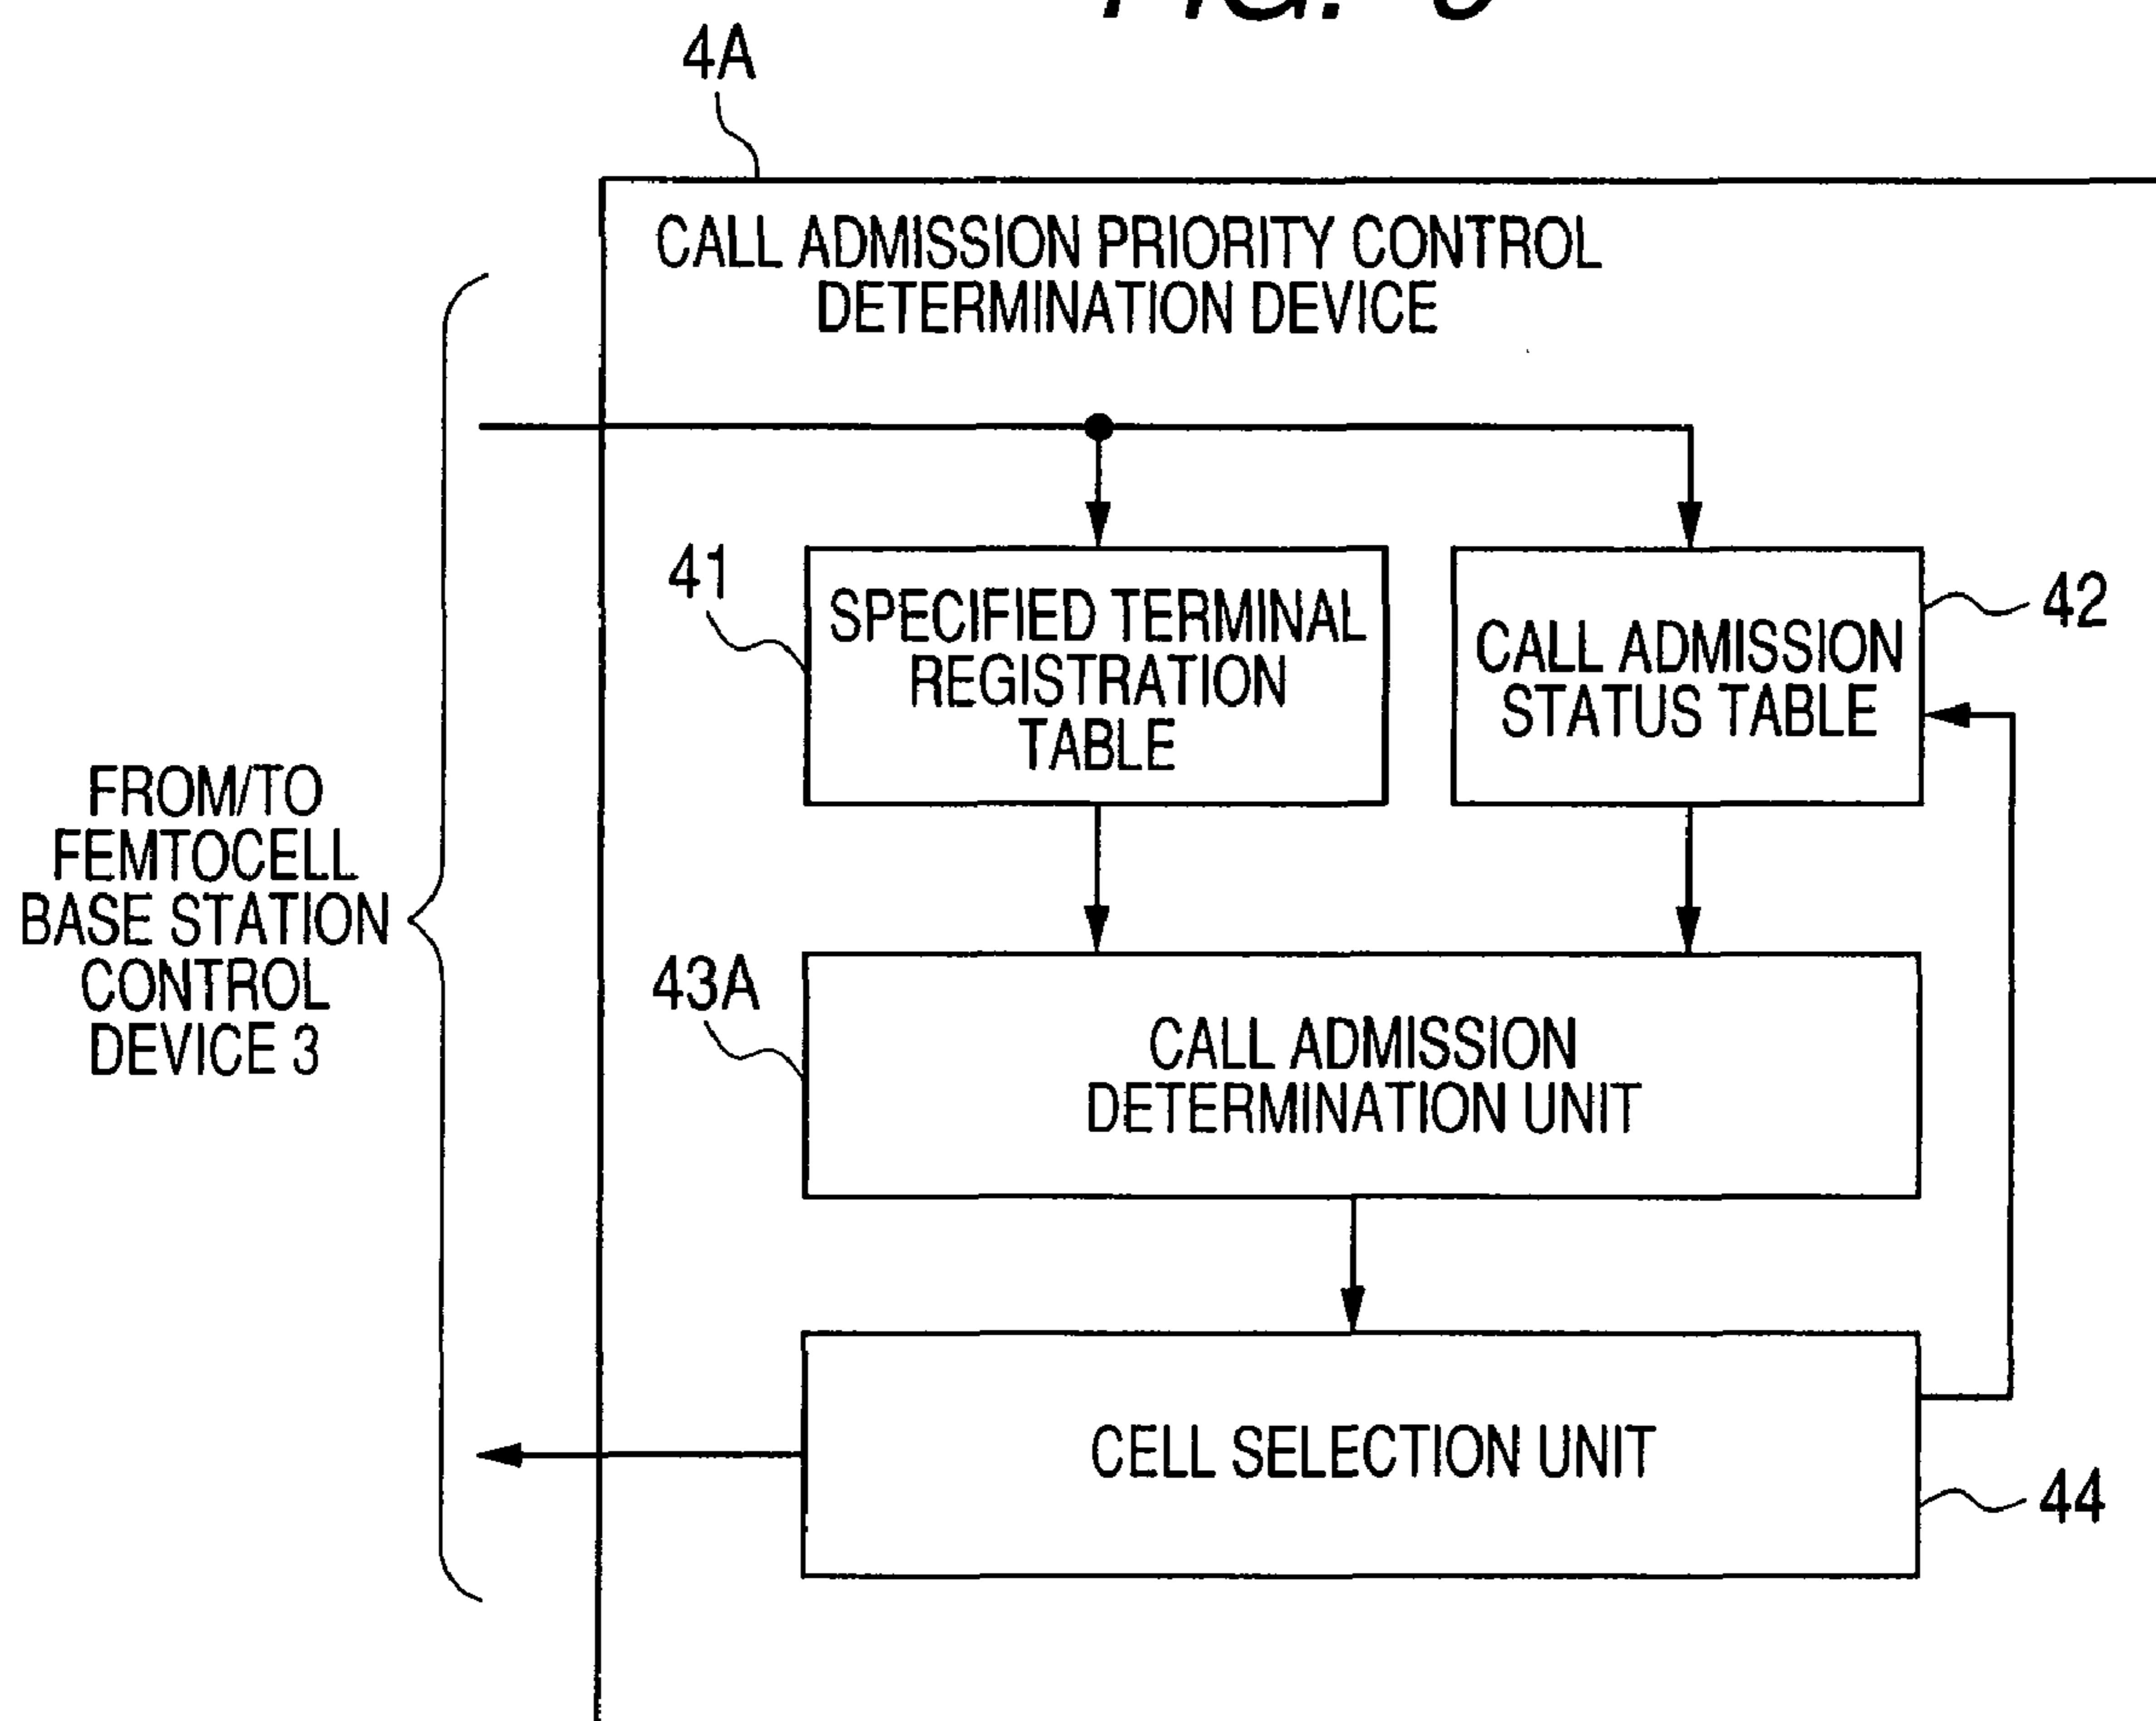 FIG.
4A
CALL ADMISSION PRIORITY CONTROL
DETERMINATION DEVICE
41
SPECIFIED TERMINAL
REGISTRATION
TABLE
42
CALL ADMISSION
STATUS TABLE
FROM/TO
FEMTOCELL
BASE STATION
CONTROL
DEVICE 3
43A
CALL ADMISSION
DETERMINATION UNIT
CELL SELECTION UNIT
44